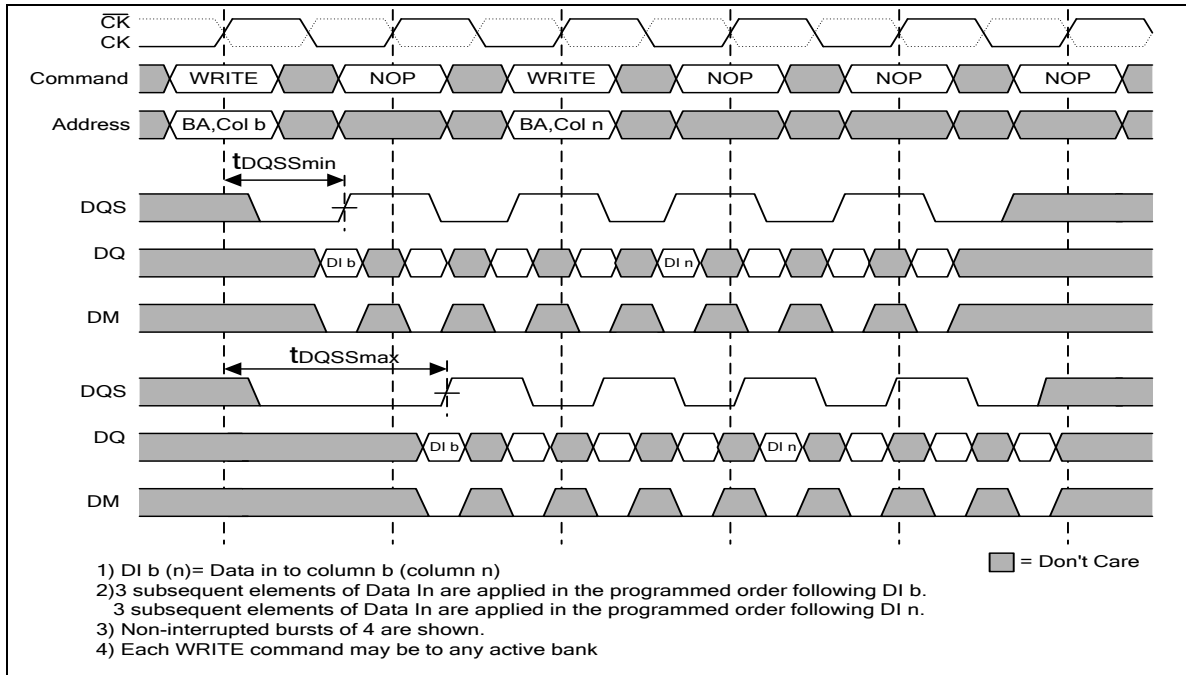 CK
CK
Command WRITE NOP WRITE NOP NOP NOP
Address BA,Col b BA,Col n
tDQSSmin
DQS
DQ DI b DI n
DM
tDQSSmax
DQS
DQ DI b DI n
DM
1) DI b (n)= Data in to column b (column n)
2)3 subsequent elements of Data In are applied in the programmed order following DI b.
3 subsequent elements of Data In are applied in the programmed order following DI n.
3) Non-interrupted bursts of 4 are shown.
4) Each WRITE command may be to any active bank
= Don't Care